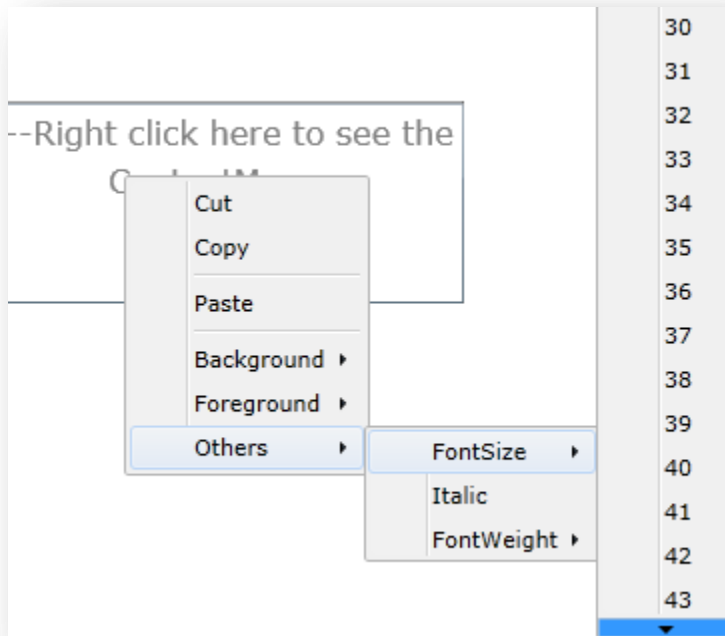 --Right click here to see the
Cut
Copy
Paste
Background
Foreground
Others
FontSize
Italic
FontWeight
30
31
32
33
34
35
36
37
38
39
40
41
42
43